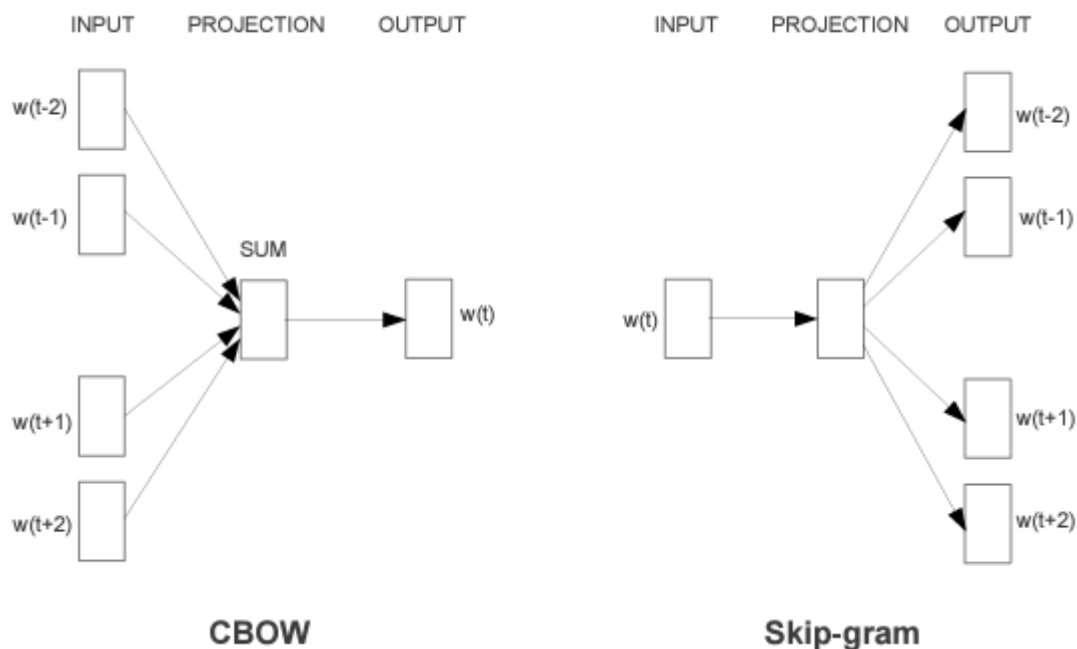 INPUT PROJECTION OUTPUT
w(t-2)
w(t-1)
SUM
w(t)
w(t+1)
w(t+2)
CBOW
INPUT PROJECTION OUTPUT
w(t-2)
w(t-1)
w(t)
w(t+1)
w(t+2)
Skip-gram